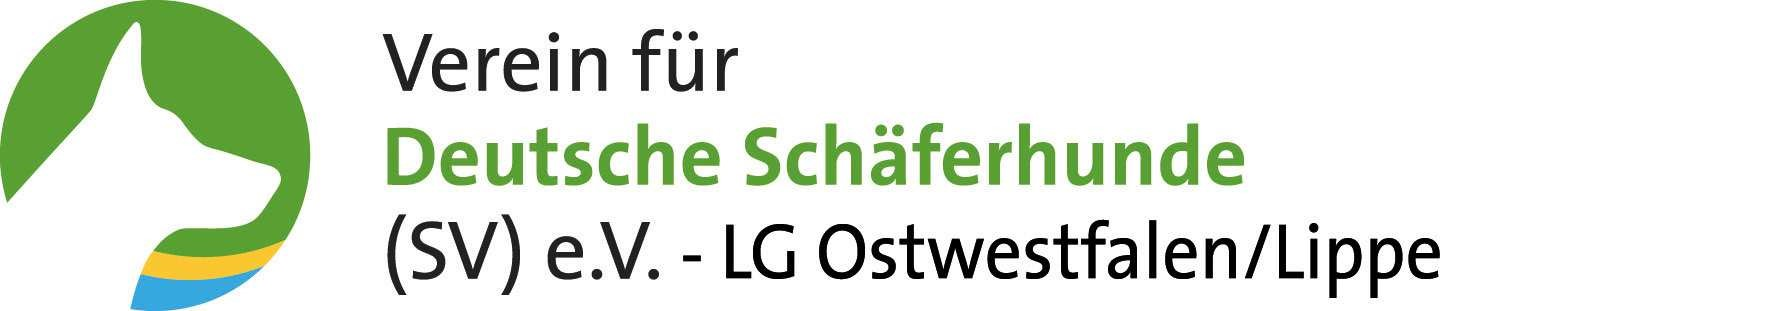 Verein für
Deutsche Schäferhunde
(SV) e.V. - LG Ostwestfalen/Lippe